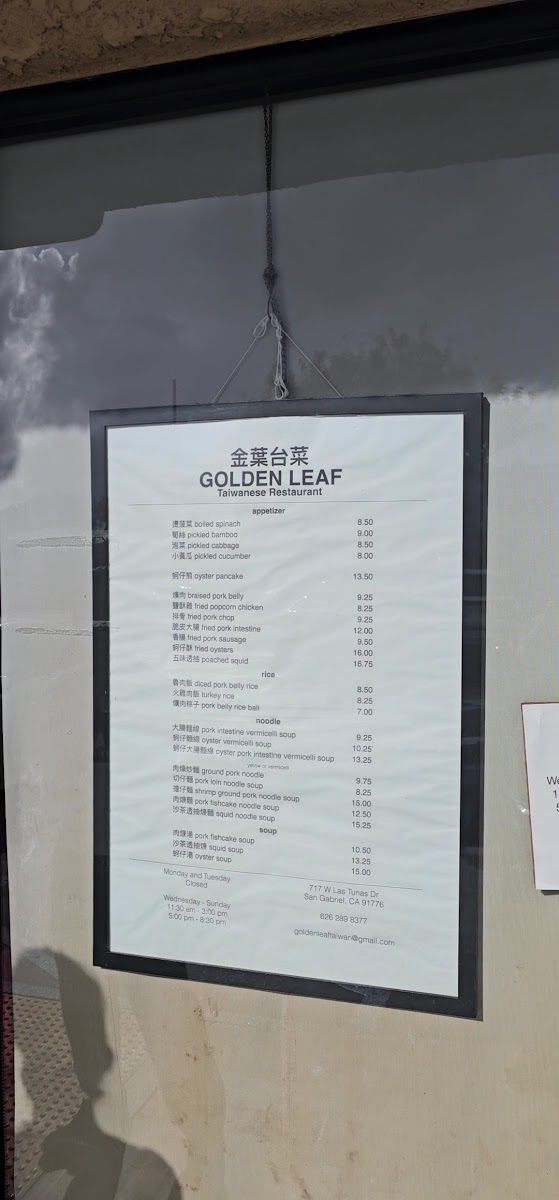 金葉台菜
GOLDEN LEAF
Taiwanese Restaurant
appetizer
燙菠菜 boiled spinach 8.50
筍絲 pickled bamboo 9.00
泡菜 pickled cabbage 8.50
小黃瓜 pickled cucumber 8.00
蚵仔煎 oyster pancake 13.50
爌肉 braised pork belly 9.25
鹽酥雞 fried popcorn chicken 8.25
排骨 fried pork chop 9.25
脆皮大腸 fried pork intestine 12.00
香腸 fried pork sausage 9.50
蚵仔酥 fried oysters 16.00
五味透抽 poached squid 16.75
rice
魯肉飯 diced pork belly rice 8.50
火雞肉飯 turkey rice 8.25
爌肉粽子 pork belly rice ball 7.00
noodle
大腸麵線 pork intestine vermicelli soup 9.25
蚵仔麵線 oyster vermicelli soup 10.25
蚵仔大腸麵線 oyster pork intestine vermicelli soup 13.25
yellow or vermicelli
肉燥炒麵 ground pork noodle 9.75
切仔麵 pork loin noodle soup 8.25
擔仔麵 shrimp ground pork noodle soup 15.00
肉焿麵 pork fishcake noodle soup 12.50
沙茶透抽焿麵 squid noodle soup 15.25
soup
肉焿湯 pork fishcake soup 10.50
沙茶透抽焿 squid soup 13.25
蚵仔湯 oyster soup 15.00
Monday and Tuesday
Closed
Wednesday - Sunday
11:30 am - 3:00 pm
5:00 pm - 8:30 pm
717 W Las Tunas Dr
San Gabriel, CA 91776
626 289 8377
goldenleaftaiwan@gmail.com
We
1
5